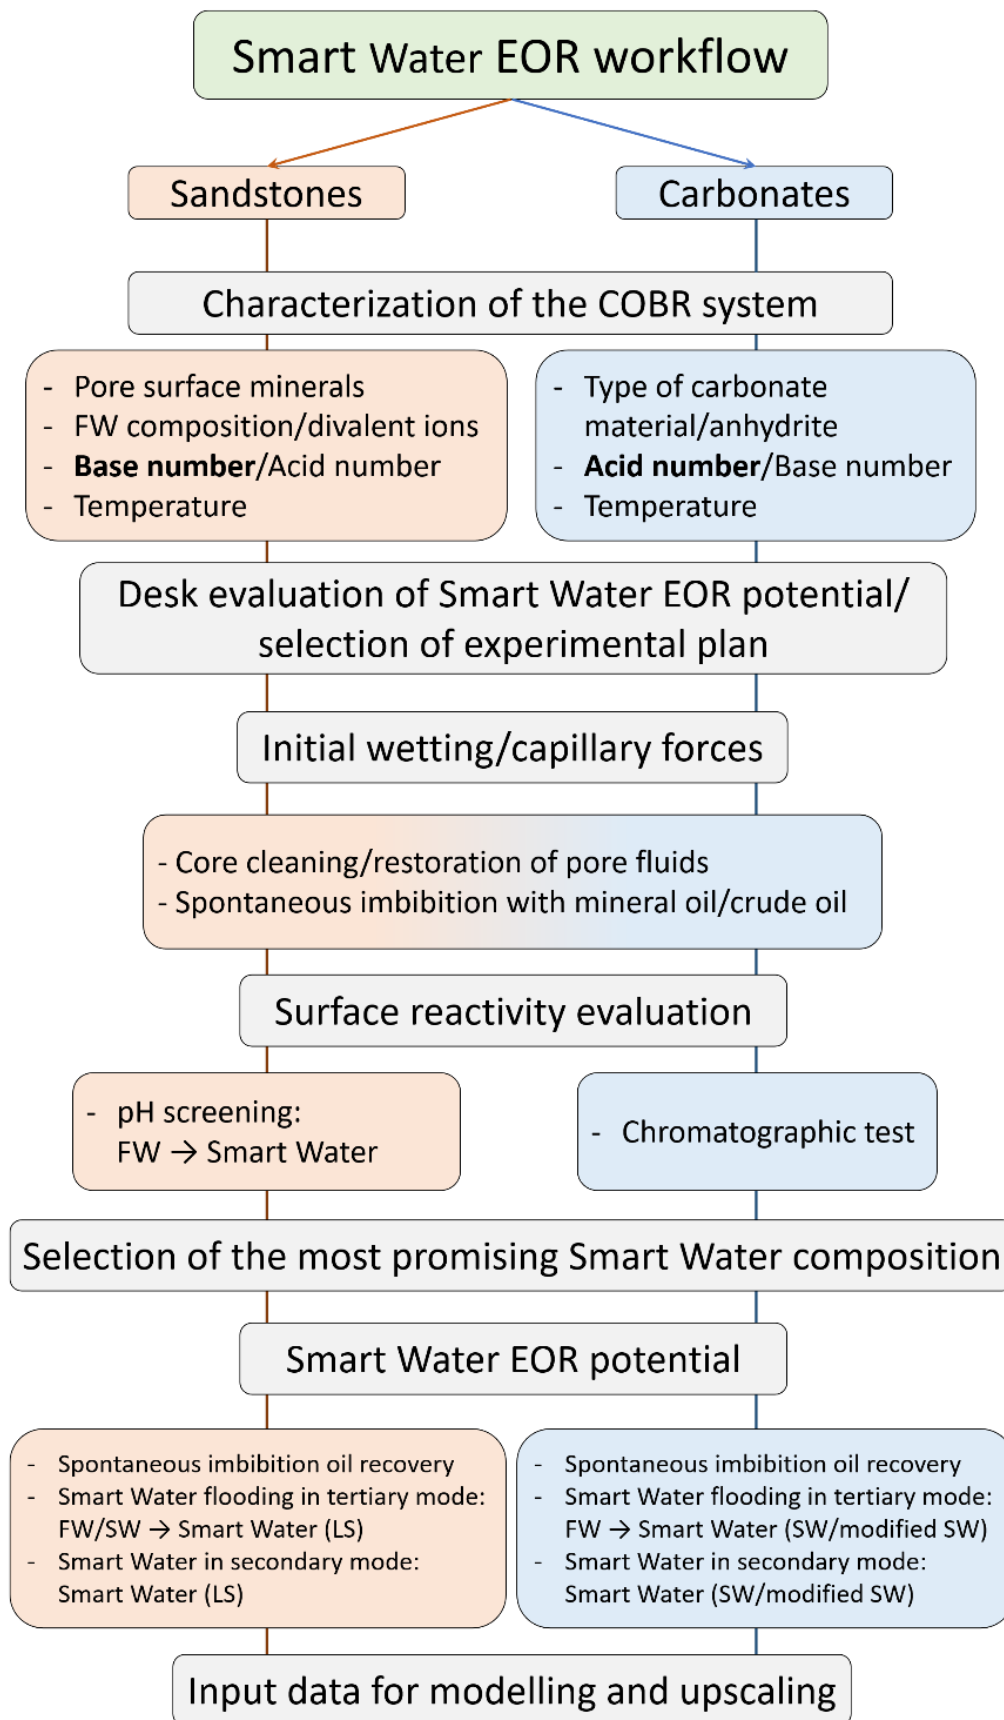 Smart Water EOR workflow
Sandstones
Carbonates
Characterization of the COBR system
- Pore surface minerals
- FW composition/divalent ions
- Base number/Acid number
- Temperature
- Type of carbonate
material/anhydrite
- Acid number/Base number
- Temperature
Desk evaluation of Smart Water EOR potential/
selection of experimental plan
Initial wetting/capillary forces
- Core cleaning/restoration of pore fluids
- Spontaneous imbibition with mineral oil/crude oil
Surface reactivity evaluation
- pH screening:
FW → Smart Water
- Chromatographic test
Selection of the most promising Smart Water composition
Smart Water EOR potential
- Spontaneous imbibition oil recovery
- Smart Water flooding in tertiary mode:
FW/SW → Smart Water (LS)
- Smart Water in secondary mode:
Smart Water (LS)
- Spontaneous imbibition oil recovery
- Smart Water flooding in tertiary mode:
FW → Smart Water (SW/modified SW)
- Smart Water in secondary mode:
Smart Water (SW/modified SW)
Input data for modelling and upscaling